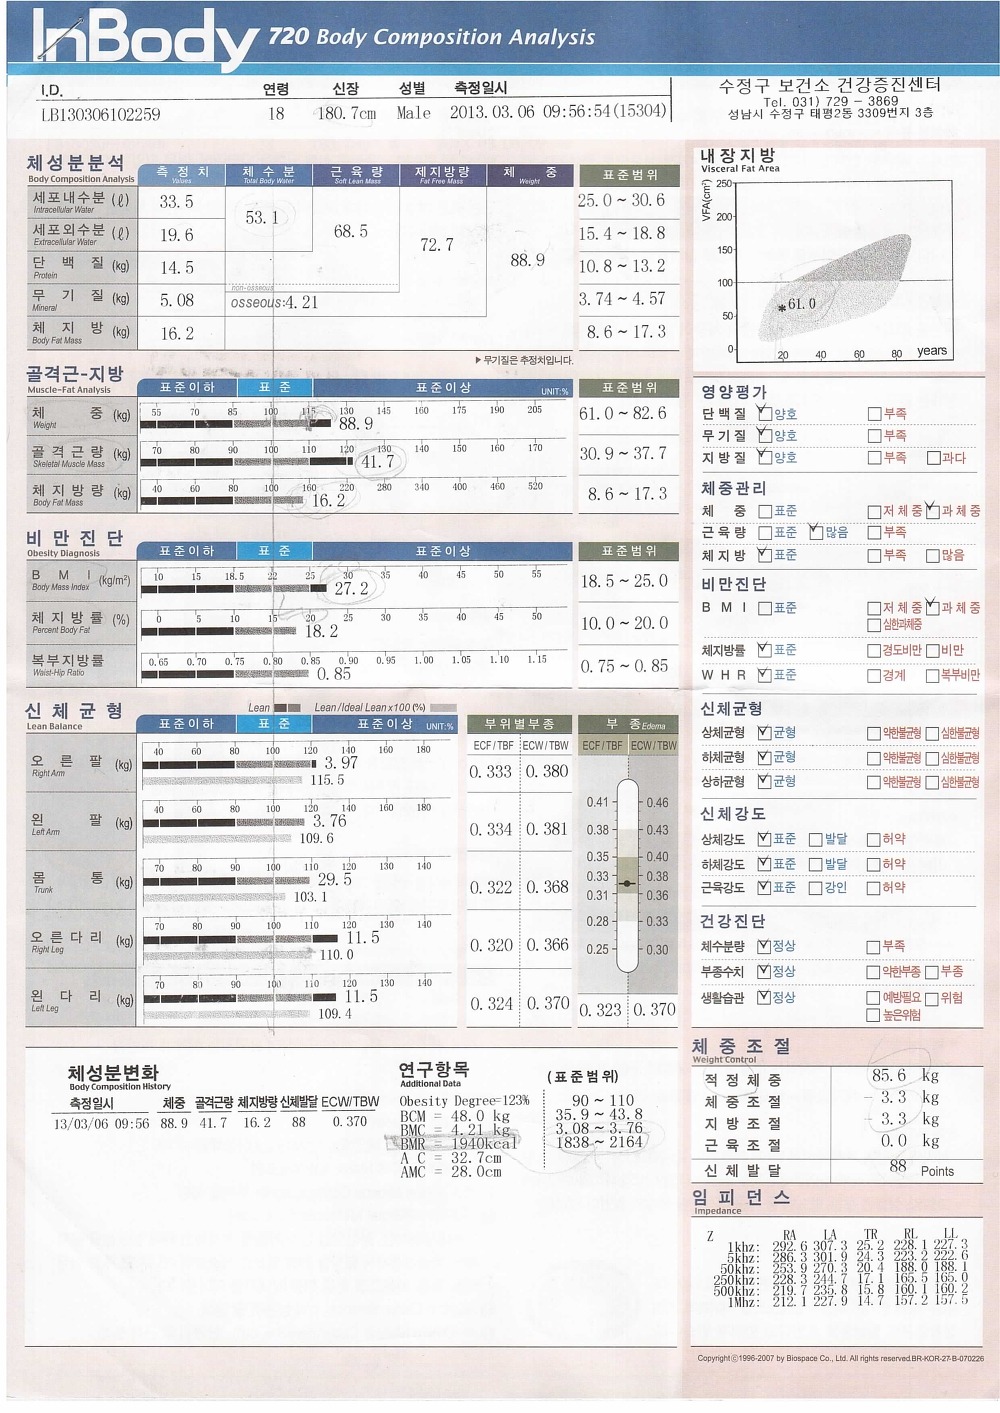 InBody 720 Body Composition Analysis
I.D. 연령 신장 성별 측정일시
LB130306102259 18 180.7cm Male 2013.03.06 09:56:54(15304)
수정구 보건소 건강증진센터
Tel. 031) 729 - 3869
성남시 수정구 태평2동 3309번지 3층
체성분분석
Body Composition Analysis
측정치 체수분 근육량 제지방량 체중 표준범위
Values Total Body Water Soft Lean Mass Fat Free Mass Weight
세포내수분 (ℓ) 33.5 25.0 ~ 30.6
Intracellular Water
53.1
세포외수분 (ℓ) 19.6 68.5 15.4 ~ 18.8
Extracellular Water
72.7
단백질 (kg) 14.5 88.9 10.8 ~ 13.2
Protein
non-osseous
무기질 (kg) 5.08 osseous:4.21 3.74 ~ 4.57
Mineral
체지방 (kg) 16.2 8.6 ~ 17.3
Body Fat Mass
▶무기질은 추정치입니다.
골격근-지방
Muscle-Fat Analysis
표준이하 표준 표준이상 UNIT:% 표준범위
체중 (kg) 55 70 85 100 115 130 145 160 175 190 205
Weight 88.9 61.0 ~ 82.6
골격근량 (kg) 70 80 90 100 110 120 130 140 150 160 170
Skeletal Muscle Mass 41.7 30.9 ~ 37.7
체지방량 (kg) 40 60 80 100 160 220 280 340 400 460 520
Body Fat Mass 16.2 8.6 ~ 17.3
비만진단
Obesity Diagnosis
표준이하 표준 표준이상 표준범위
BMI (kg/m²) 10 15 18.5 22 25 30 35 40 45 50 55
Body Mass Index 27.2 18.5 ~ 25.0
체지방률 (%) 0 5 10 15 20 25 30 35 40 45 50
Percent Body Fat 18.2 10.0 ~ 20.0
복부지방률 0.65 0.70 0.75 0.80 0.85 0.90 0.95 1.00 1.05 1.10 1.15
Waist-Hip Ratio 0.85 0.75 ~ 0.85
신체균형
Lean Balance
Lean Lean/Ideal Lean x100 (%)
표준이하 표준 표준이상 UNIT:% 부위별부종 부종Edema
ECF/TBF ECW/TBW ECF/TBF ECW/TBW
오른팔 (kg) 40 60 80 100 120 140 160 180
Right Arm 3.97 0.333 0.380
115.5
왼팔 (kg) 40 60 80 100 120 140 160 180
Left Arm 3.76 0.334 0.381
109.6
몸통 (kg) 70 80 90 100 110 120 130 140
Trunk 29.5 0.322 0.368
103.1
오른다리 (kg) 70 80 90 100 110 120 130 140
Right Leg 11.5 0.320 0.366
110.0
왼다리 (kg) 70 80 90 100 110 120 130 140
Left Leg 11.5 0.324 0.370
109.4
0.41 0.46
0.38 0.43
0.35 0.40
0.33 0.38
0.31 0.36
0.28 0.33
0.25 0.30
0.323 0.370
체성분변화
Body Composition History
측정일시 체중 골격근량 체지방량 신체발달 ECW/TBW
13/03/06 09:56 88.9 41.7 16.2 88 0.370
연구항목 (표준범위)
Additional Data
Obesity Degree=123% 90 ~ 110
BCM = 48.0 kg 35.9 ~ 43.8
BMC = 4.21 kg 3.08 ~ 3.76
BMR = 1940kcal 1838 ~ 2164
A C = 32.7cm
AMC = 28.0cm
내장지방
Visceral Fat Area
VFA(cm²)
250
200
150
100
50
0
*61.0
20 40 60 80 years
영양평가
단백질 양호 부족
무기질 양호 부족
지방질 양호 부족 과다
체중관리
체중 표준 저체중 과체중
근육량 표준 많음 부족
체지방 표준 부족 많음
비만진단
BMI 표준 저체중 과체중
심한과체중
체지방률 표준 경도비만 비만
WHR 표준 경계 복부비만
신체균형
상체균형 균형 약한불균형 심한불균형
하체균형 균형 약한불균형 심한불균형
상하균형 균형 약한불균형 심한불균형
신체강도
상체강도 표준 발달 허약
하체강도 표준 발달 허약
근육강도 표준 강인 허약
건강진단
체수분량 정상 부족
부종수치 정상 약한부종 부종
생활습관 정상 예방필요 위험
높은위험
체중조절
Weight Control
적정체중 85.6 kg
체중조절 - 3.3 kg
지방조절 - 3.3 kg
근육조절 0.0 kg
신체발달 88 Points
임피던스
Impedance
Z RA LA TR RL LL
1khz: 292.6 307.3 25.2 228.1 227.3
5khz: 286.3 301.9 24.3 223.2 222.6
50khz: 253.9 270.3 20.4 188.0 188.1
250khz: 228.3 244.7 17.1 165.5 165.0
500khz: 219.7 235.8 15.8 160.1 160.2
1Mhz: 212.1 227.9 14.7 157.2 157.5
Copyright©1996-2007 by Biospace Co., Ltd. All rights reserved.BR-KOR-27-B-070226